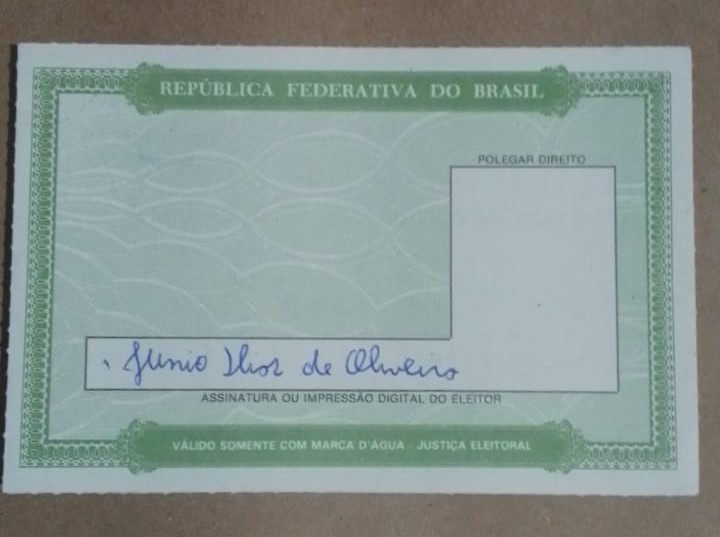 REPÚBLICA FEDERATIVA DO BRASIL
POLEGAR DIREITO
Junio Dias de Oliveira
ASSINATURA OU IMPRESSÃO DIGITAL DO ELEITOR
VÁLIDO SOMENTE COM MARCA D'ÁGUA - JUSTIÇA ELEITORAL